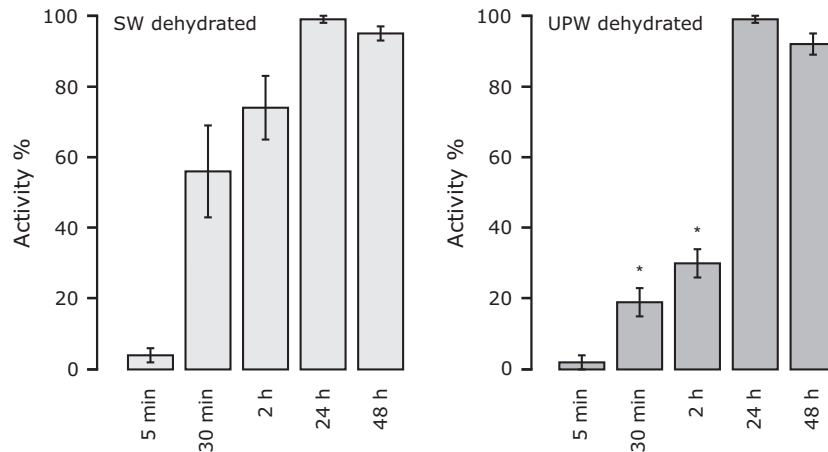 SW dehydrated
Activity %
100
80
60
40
20
0
5 min
30 min
2 h
24 h
48 h
UPW dehydrated
Activity %
100
80
60
40
20
0
*
*
5 min
30 min
2 h
24 h
48 h